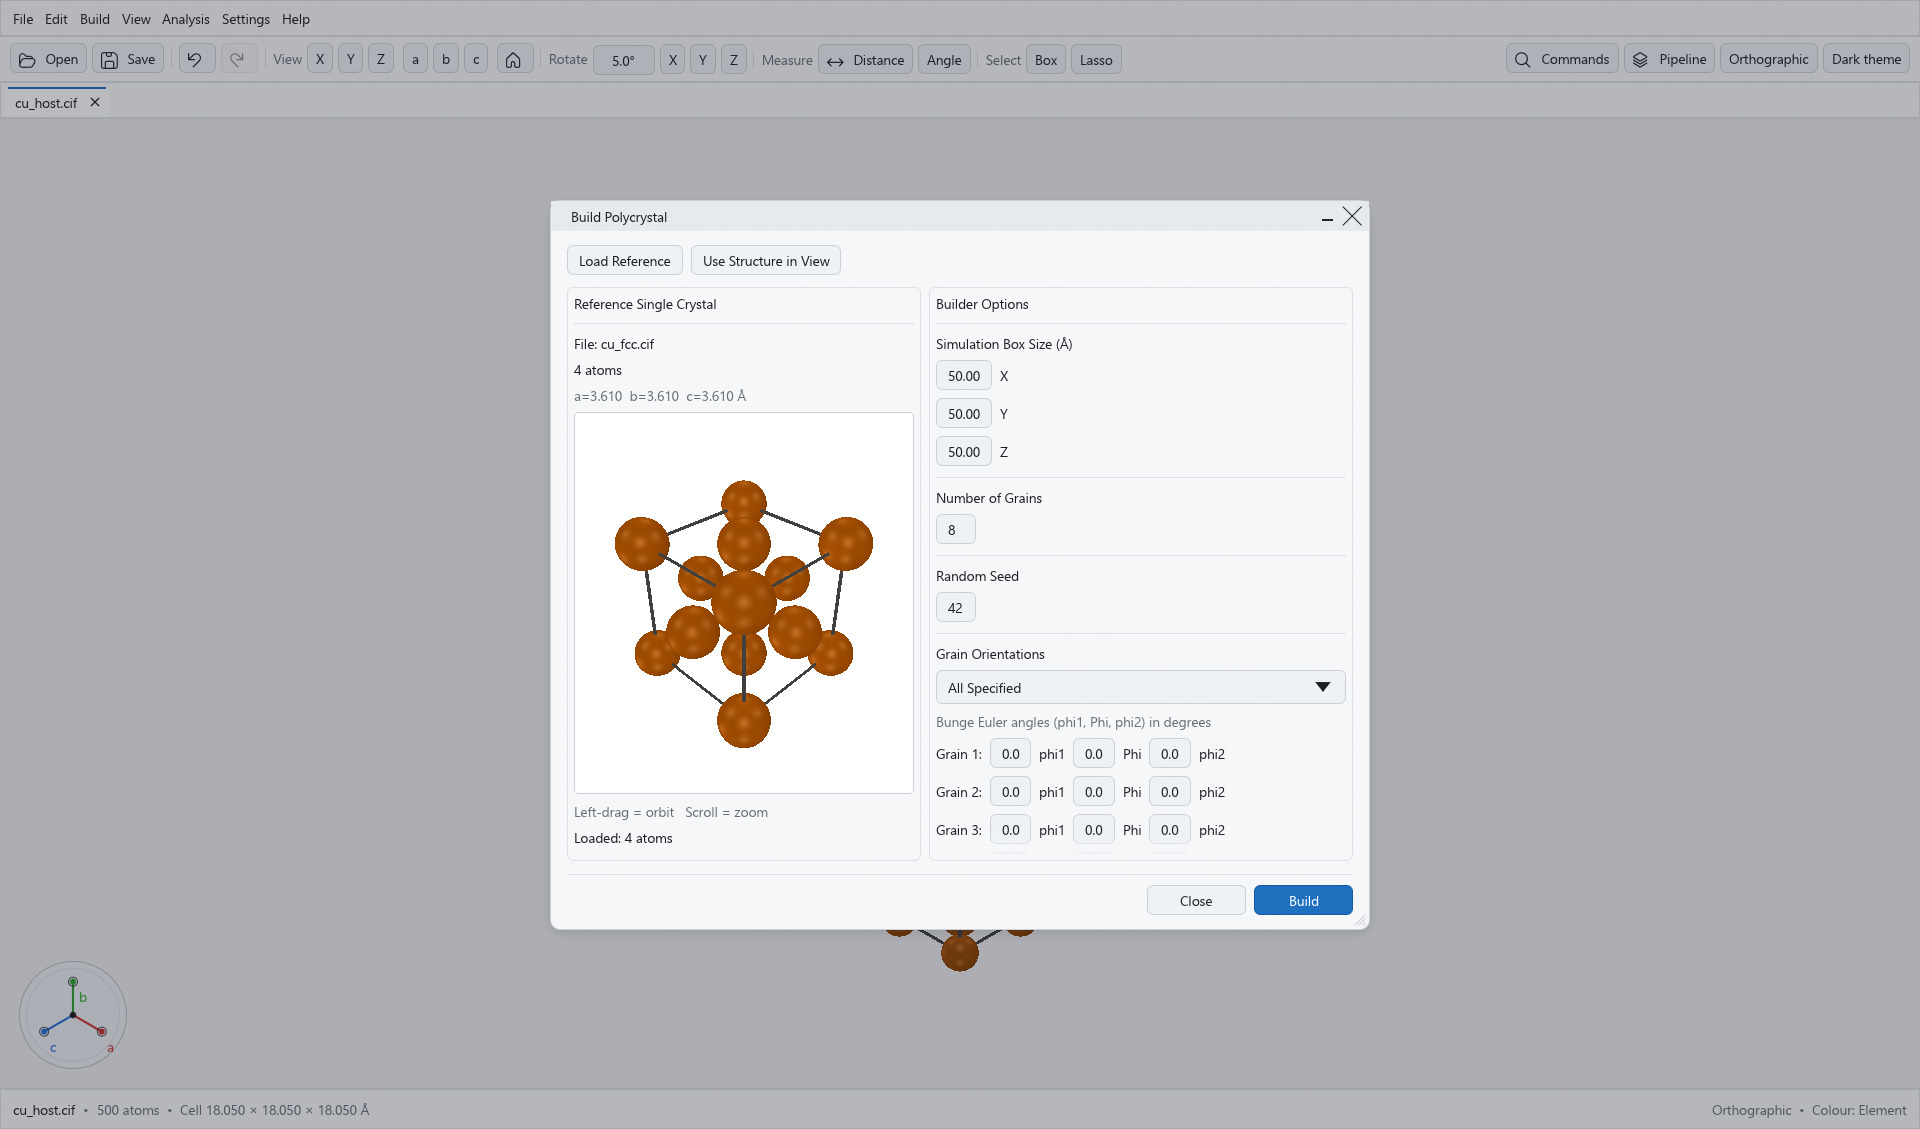 File Edit Build View Analysis Settings Help
Open Save View X Y Z a b c Rotate 5.0° X Y Z Measure Distance Angle Select Box Lasso Commands Pipeline Orthographic Dark theme
cu_host.cif
Build Polycrystal
Load Reference Use Structure in View
Reference Single Crystal
File: cu_fcc.cif
4 atoms
a=3.610 b=3.610 c=3.610 Å
Left-drag = orbit Scroll = zoom
Loaded: 4 atoms
Builder Options
Simulation Box Size (Å)
50.00 X
50.00 Y
50.00 Z
Number of Grains
8
Random Seed
42
Grain Orientations
All Specified
Bunge Euler angles (phi1, Phi, phi2) in degrees
Grain 1: 0.0 phi1 0.0 Phi 0.0 phi2
Grain 2: 0.0 phi1 0.0 Phi 0.0 phi2
Grain 3: 0.0 phi1 0.0 Phi 0.0 phi2
Close Build
b
c a
cu_host.cif • 500 atoms • Cell 18.050 × 18.050 × 18.050 Å
Orthographic • Colour: Element